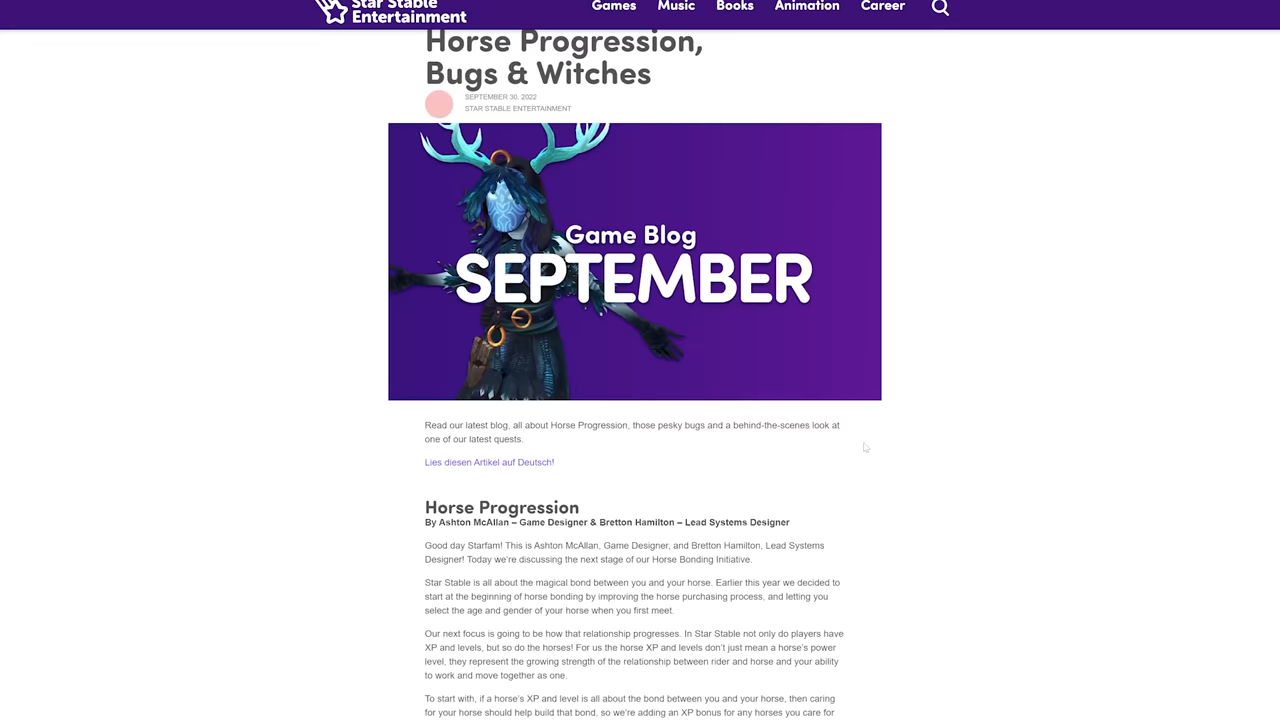 Star Stable
Entertainment
Games Music Books Animation Career
Horse Progression,
Bugs & Witches
SEPTEMBER 30, 2022
STAR STABLE ENTERTAINMENT
Game Blog
SEPTEMBER
Read our latest blog, all about Horse Progression, those pesky bugs and a behind-the-scenes look at
one of our latest quests.
Lies diesen Artikel auf Deutsch!
Horse Progression
By Ashton McAllan – Game Designer & Bretton Hamilton – Lead Systems Designer
Good day Starfam! This is Ashton McAllan, Game Designer, and Bretton Hamilton, Lead Systems
Designer! Today we're discussing the next stage of our Horse Bonding Initiative.
Star Stable is all about the magical bond between you and your horse. Earlier this year we decided to
start at the beginning of horse bonding by improving the horse purchasing process, and letting you
select the age and gender of your horse when you first meet.
Our next focus is going to be how that relationship progresses. In Star Stable not only do players have
XP and levels, but so do the horses! For us the horse XP and levels don't just mean a horse's power
level, they represent the growing strength of the relationship between rider and horse and your ability
to work and move together as one.
To start with, if a horse's XP and level is all about the bond between you and your horse, then caring
for your horse should help build that bond, so we're adding an XP bonus for any horses you care for